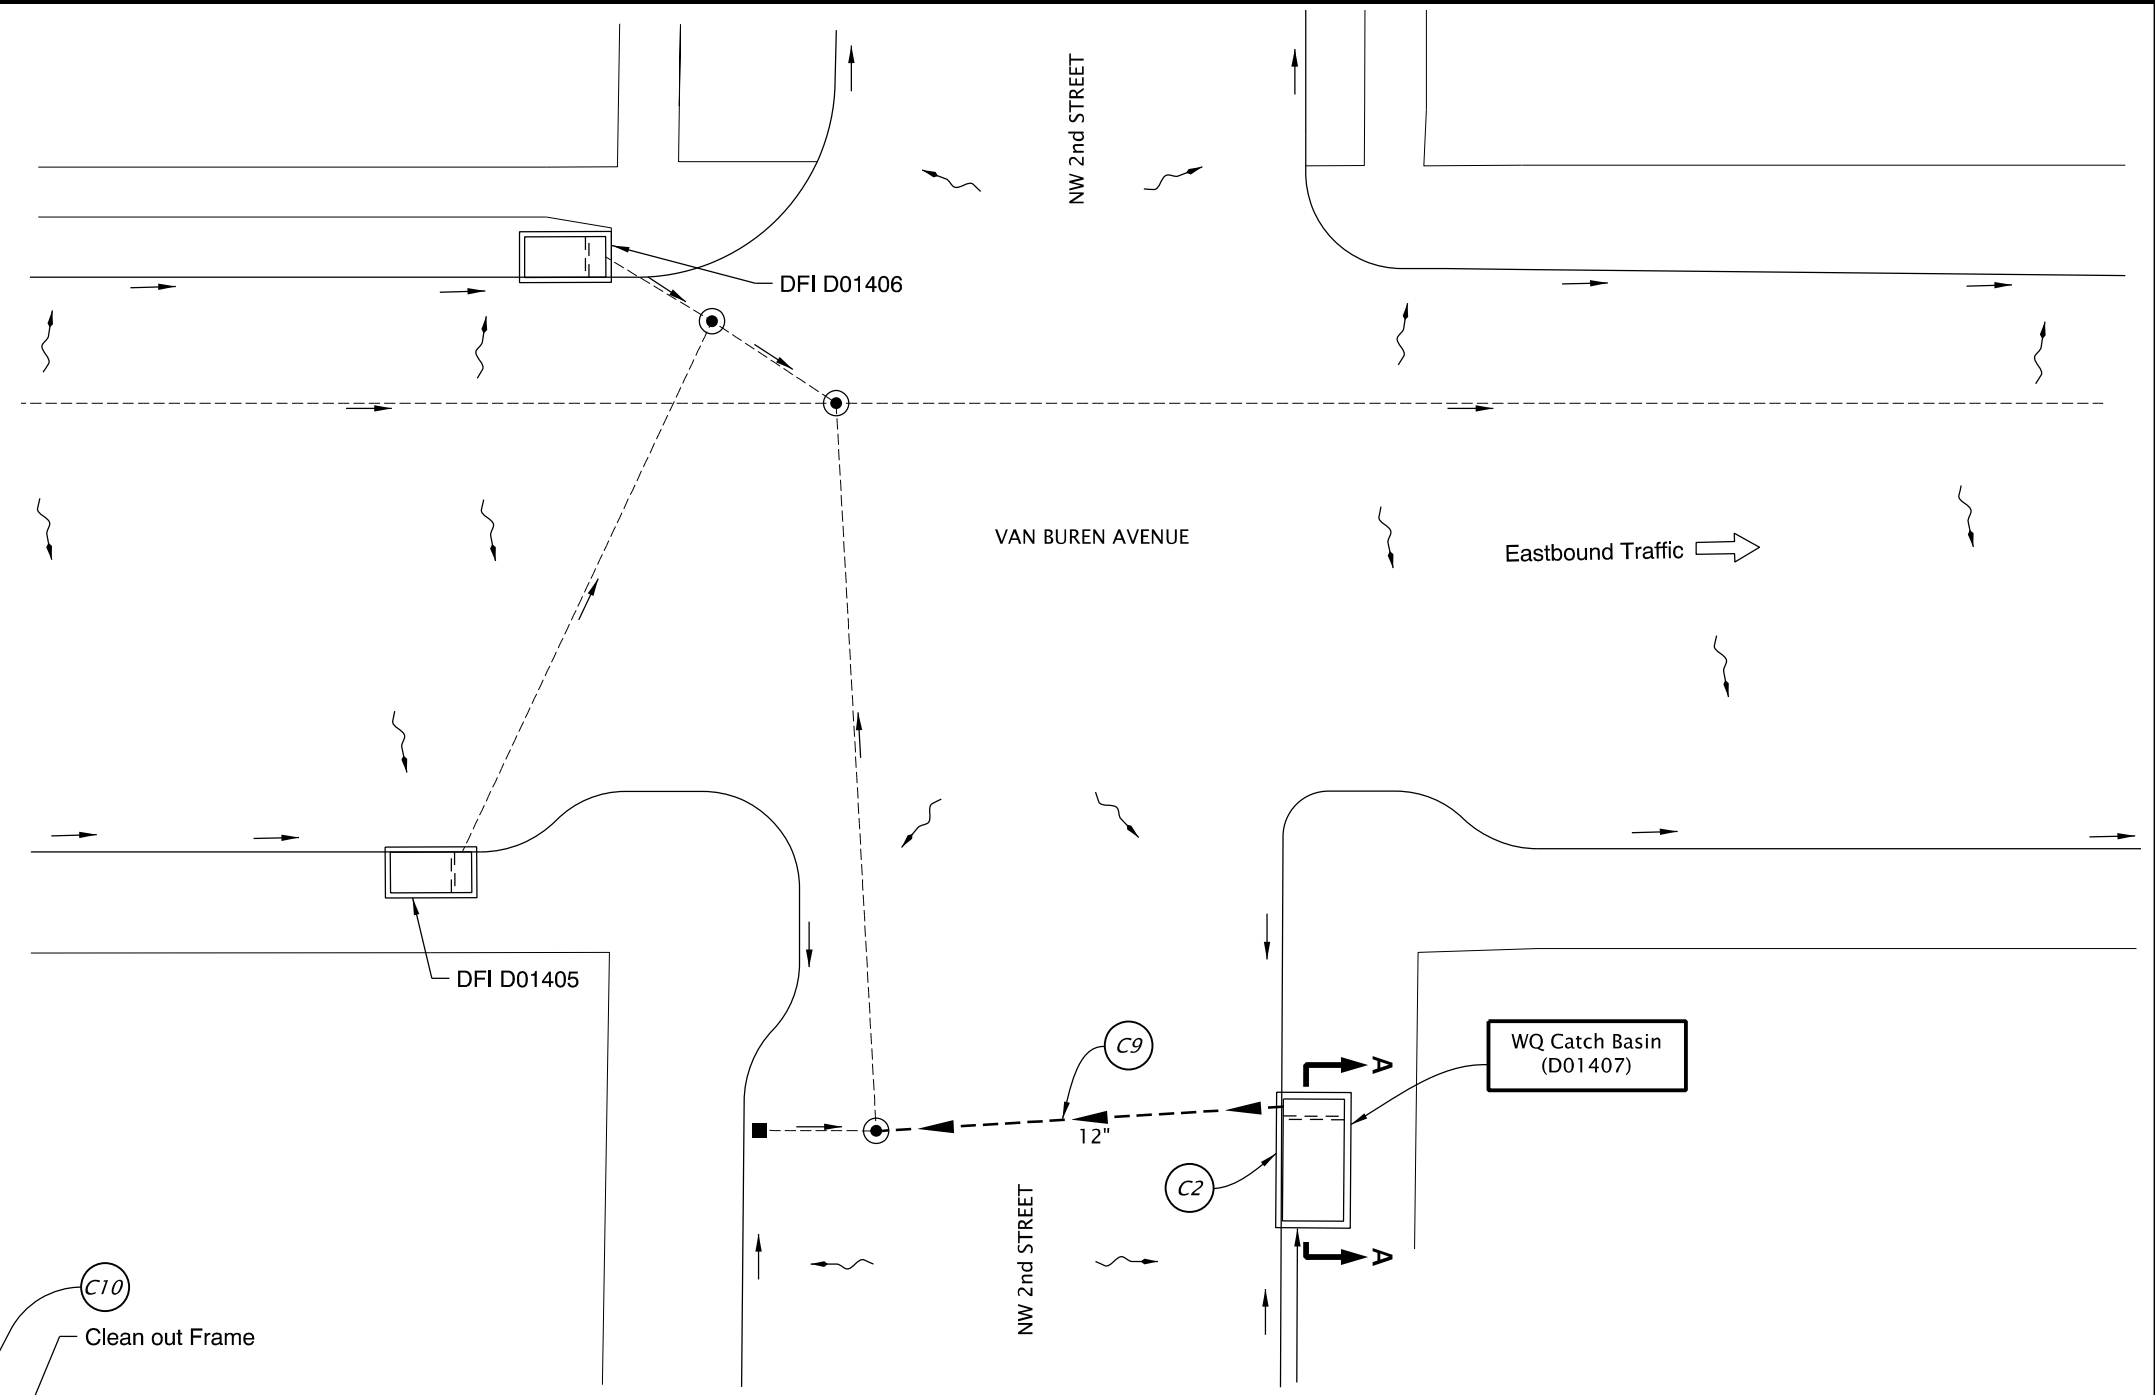 NW 2nd STREET
DFI D01406
VAN BUREN AVENUE
Eastbound Traffic
DFI D01405
C9
WQ Catch Basin
(D01407)
A
12"
C2
NW 2nd STREET
A
C10
Clean out Frame